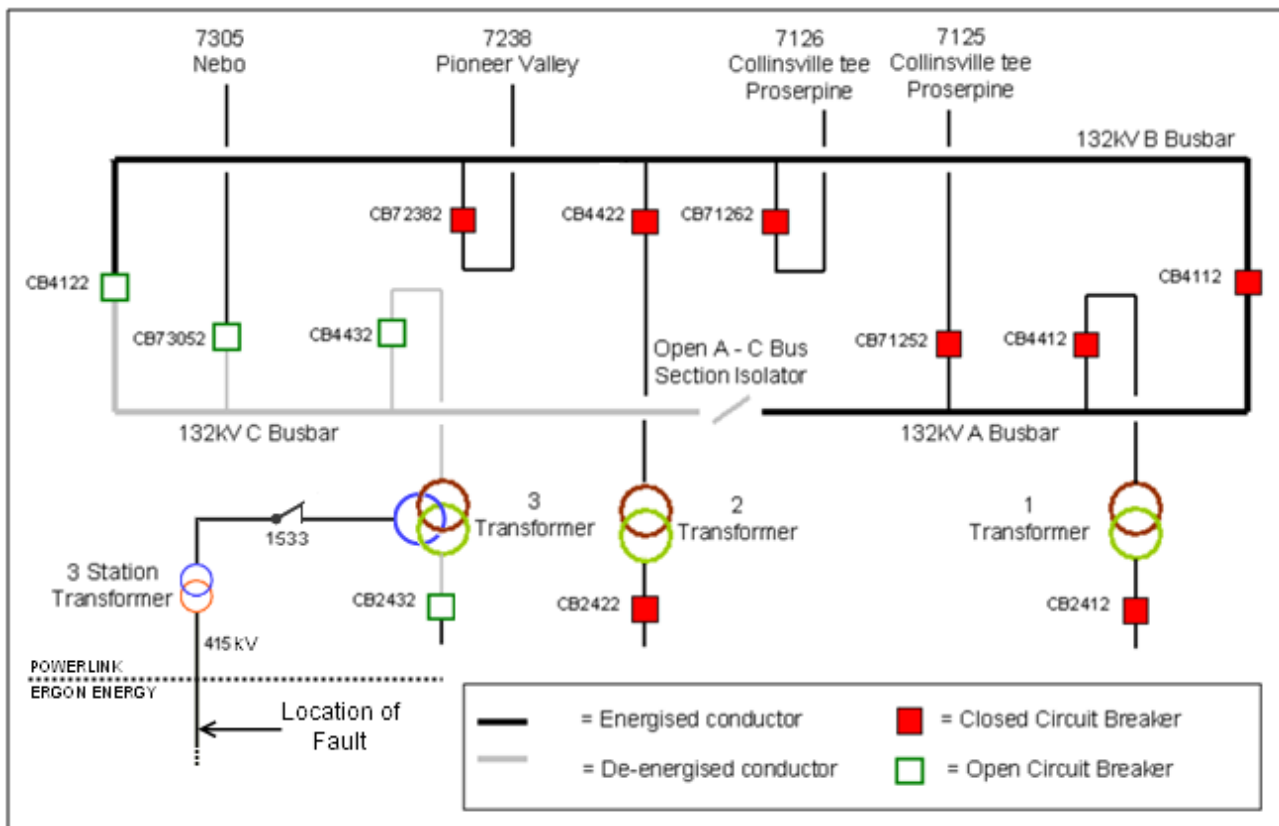 7305
Nebo
7238
Pioneer Valley
7126
Collinsville tee
Proserpine
7125
Collinsville tee
Proserpine
132kV B Busbar
CB72382
CB4422
CB71262
CB4122
CB4112
CB73052
CB4432
Open A - C Bus
Section Isolator
CB71252
CB4412
132kV C Busbar
132kV A Busbar
3
Transformer
2
Transformer
1
Transformer
1533
3 Station
Transformer
CB2432
CB2422
CB2412
415 kV
POWERLINK
ERGON ENERGY
Location of
Fault
= Energised conductor
= Closed Circuit Breaker
= De-energised conductor
= Open Circuit Breaker